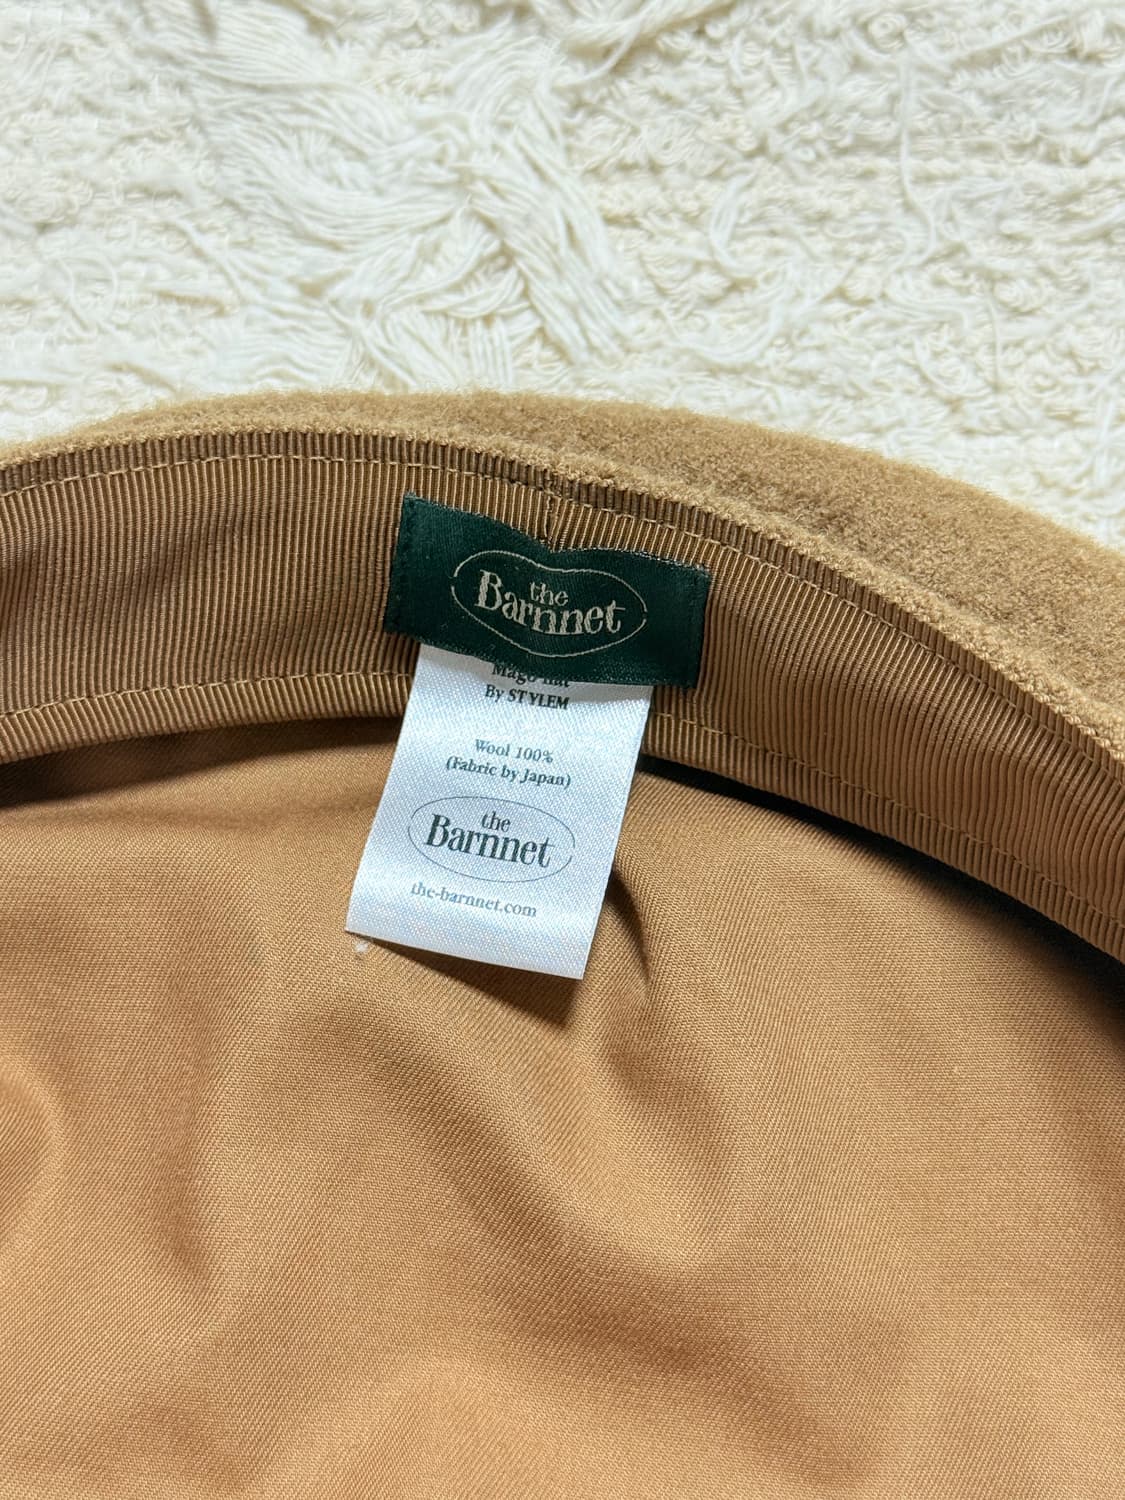 the
Barnnet
By STYLEM
Wool 100%
(Fabric by Japan)
the
Barnnet
the-barnnet.com